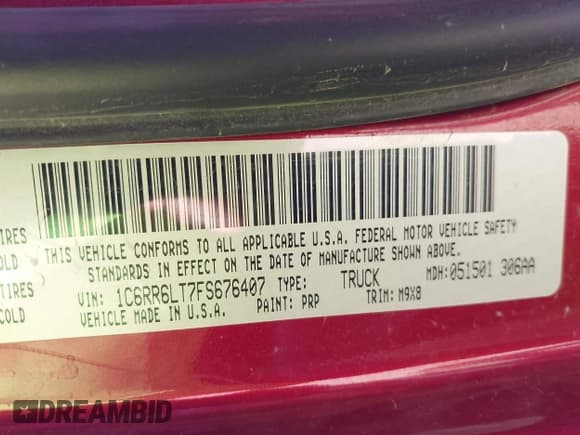 THIS VEHICLE CONFORMS TO ALL APPLICABLE U.S.A. FEDERAL MOTOR VEHICLE SAFETY
STANDARDS IN EFFECT ON THE DATE OF MANUFACTURE SHOWN ABOVE.
VIN: 1C6RR6LT7FS676407 TYPE: TRUCK MDH: 051501 306AA
VEHICLE MADE IN U.S.A. PAINT: PRP TRIM: M9X8
TIRES
COLD
TIRES
COLD
DREAMBID